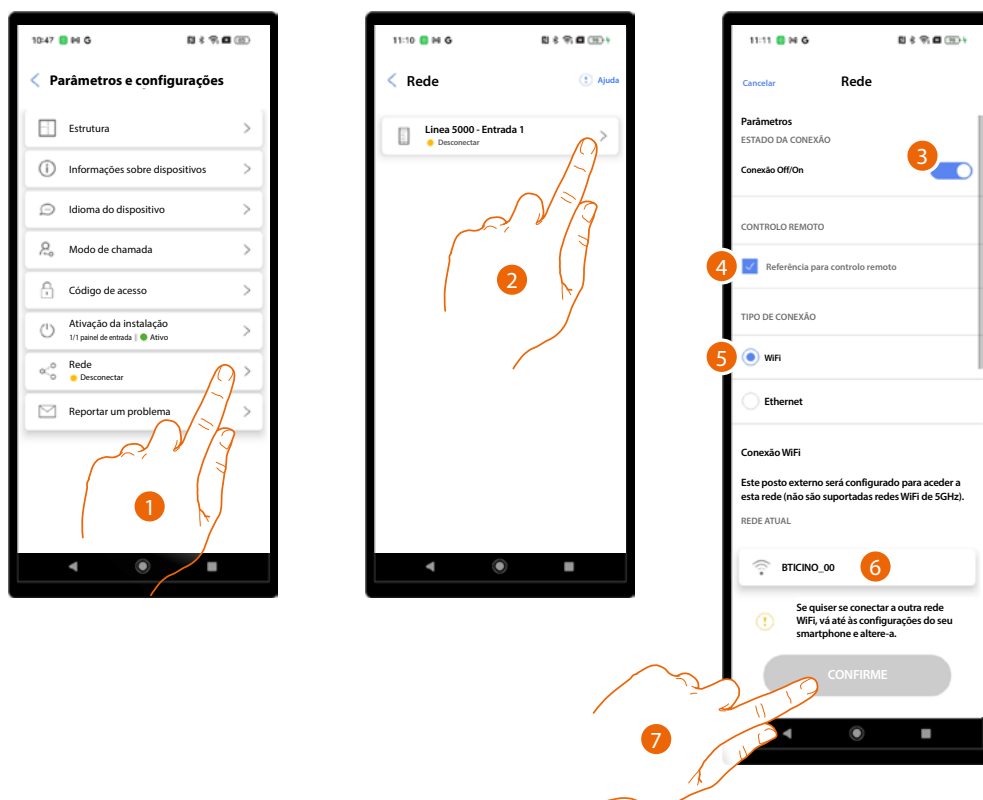 10:47 G
Parâmetros e configurações
Estrutura
Informações sobre dispositivos
Idioma do dispositivo
Modo de chamada
Código de acesso
Ativação da instalação
1/1 painel de entrada | Ativo
Rede
Desconectar
Reportar um problema
1
11:10 G
Rede
Ajuda
Linea 5000 - Entrada 1
Desconectar
2
11:11 G
Cancelar
Rede
Parâmetros
ESTADO DA CONEXÃO
3
Conexão Off/On
CONTROLO REMOTO
4
Referência para controlo remoto
TIPO DE CONEXÃO
5
WiFi
Ethernet
Conexão WiFi
Este posto externo será configurado para aceder a
esta rede (não são suportadas redes WiFi de 5GHz).
REDE ATUAL
BTICINO_00
6
Se quiser se conectar a outra rede
WiFi, vá até às configurações do seu
smartphone e altere-a.
CONFIRME
7